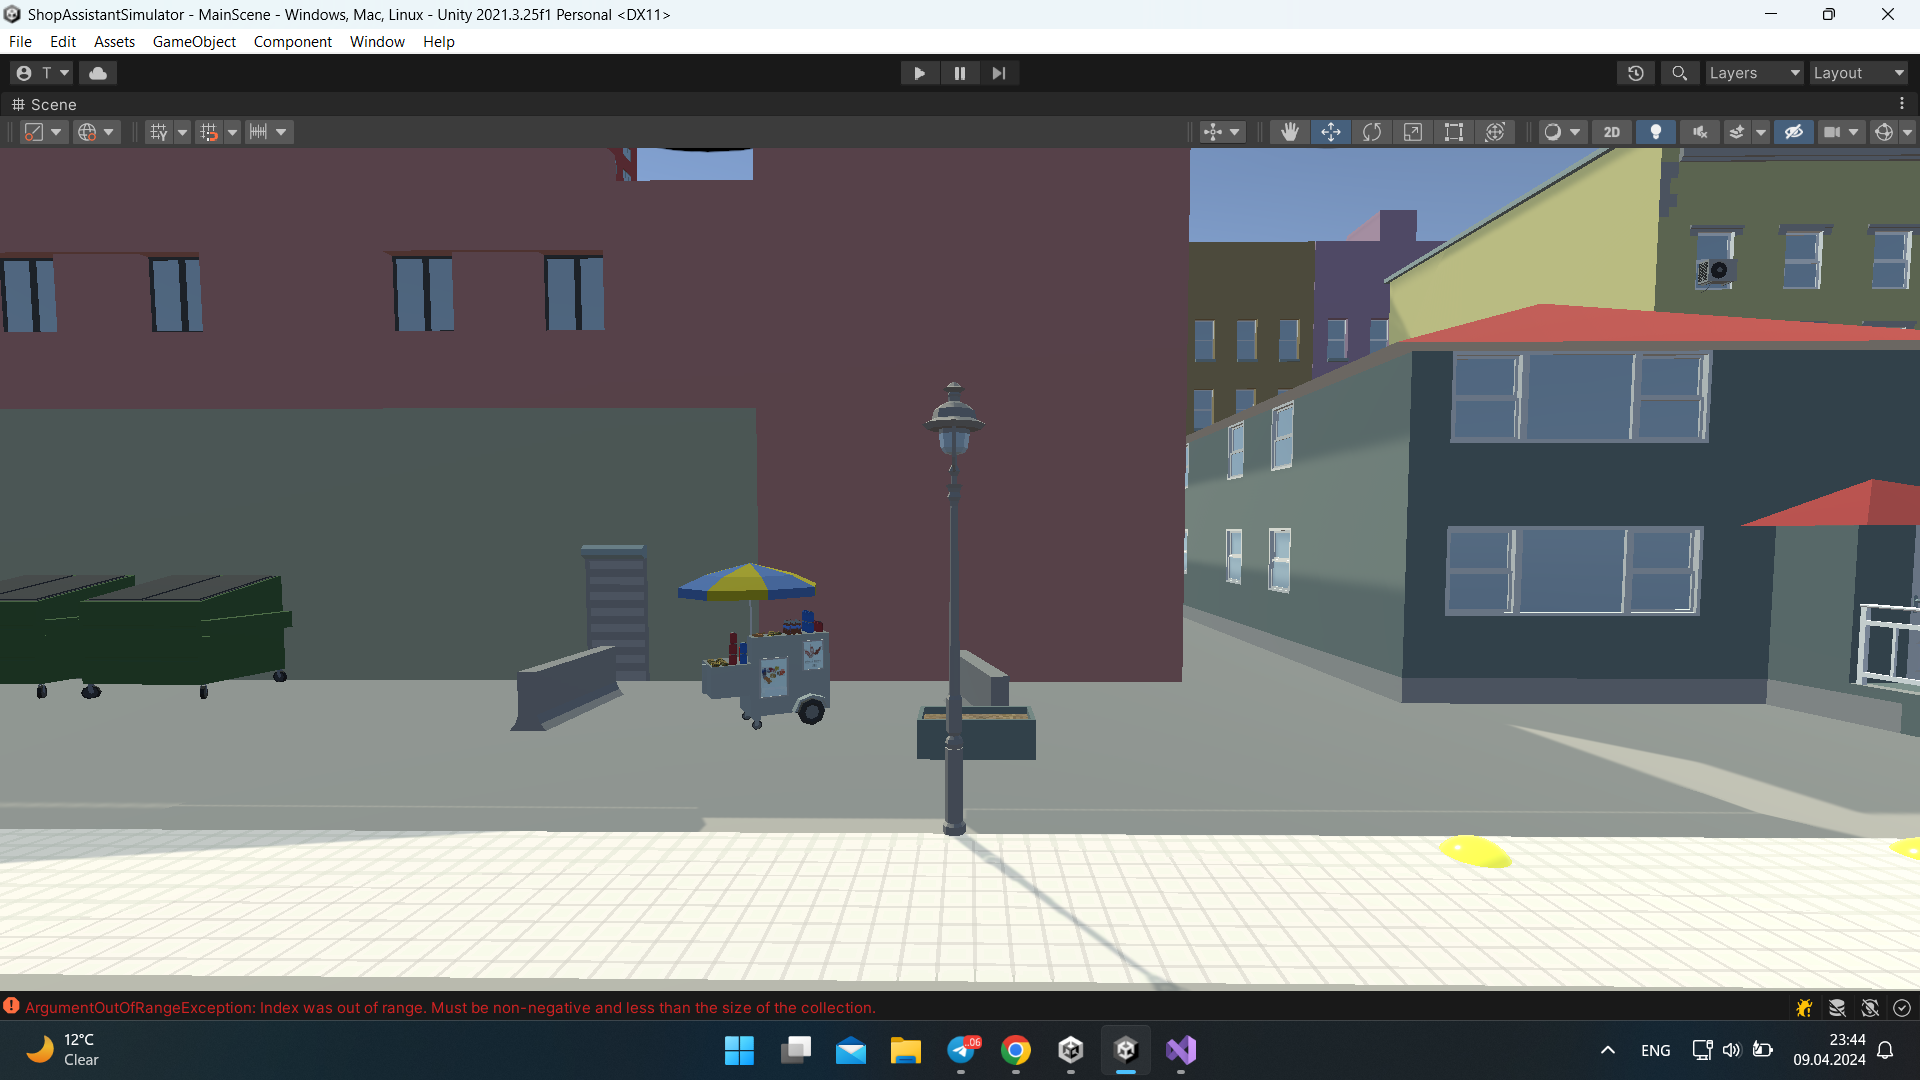 ShopAssistantSimulator - MainScene - Windows, Mac, Linux - Unity 2021.3.25f1 Personal <DX11>
File Edit Assets GameObject Component Window Help
T Layers Layout
Scene
2D
ArgumentOutOfRangeException: Index was out of range. Must be non-negative and less than the size of the collection.
12°C
Clear
..06
ENG
23:44
09.04.2024